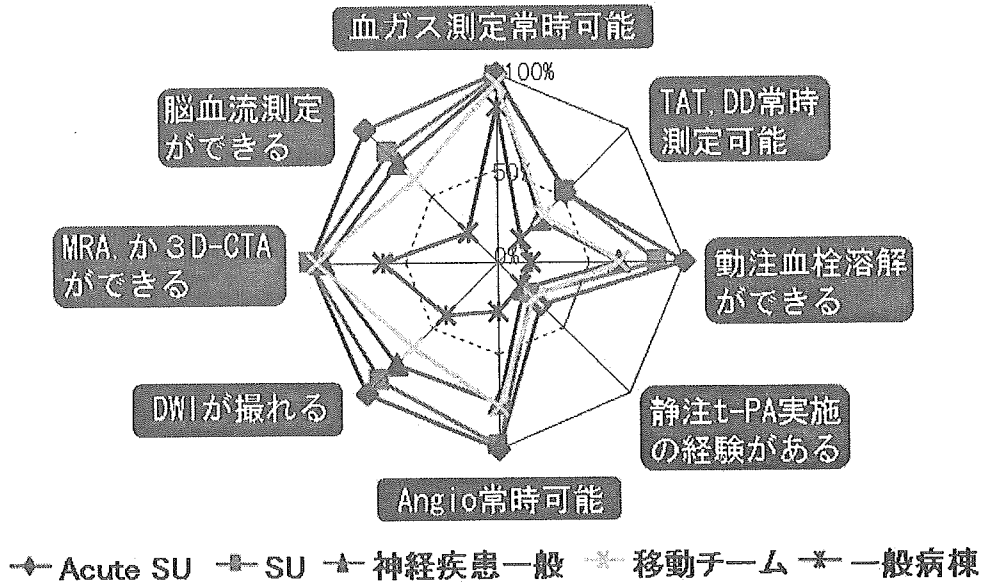 血ガス測定常時可能
100%
TAT,DD常時
測定可能
脳血流測定
ができる
50%
MRA,か3D-CTA
ができる
0%
動注血栓溶解
ができる
DWIが撮れる
静注t-PA実施
の経験がある
Angio常時可能
Acute SU SU 神経疾患一般 移動チーム 一般病棟